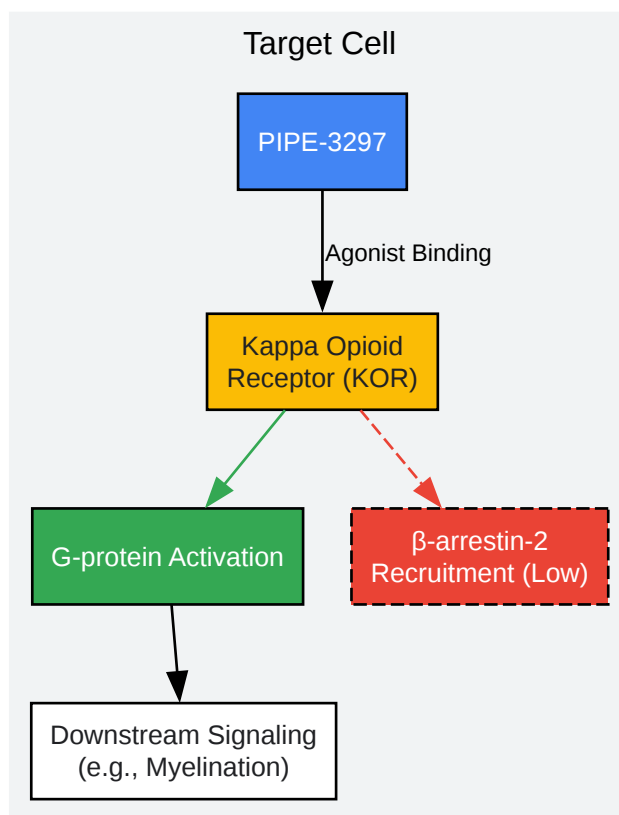 Target Cell
PIPE-3297
Agonist Binding
Kappa Opioid
Receptor (KOR)
G-protein Activation
β-arrestin-2
Recruitment (Low)
Downstream Signaling
(e.g., Myelination)